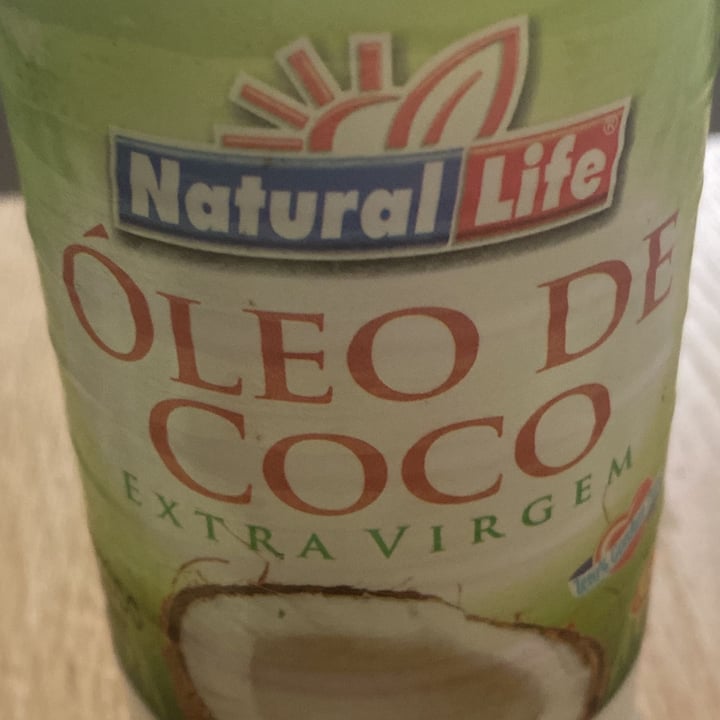 Natural Life®
ÓLEO DE
COCO
EXTRA VIRGEM